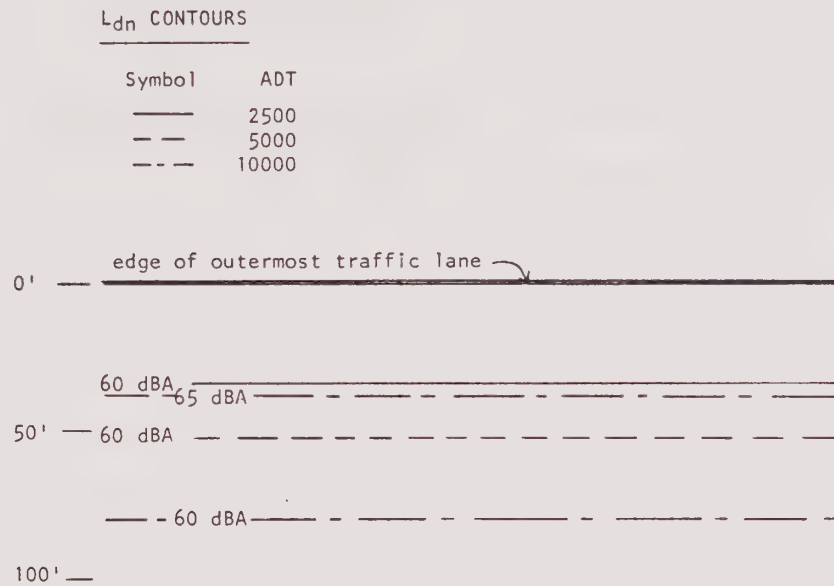 Ldn CONTOURS
Symbol ADT
2500
5000
10000
edge of outermost traffic lane
0'
60 dBA
65 dBA
50' 60 dBA
60 dBA
100'